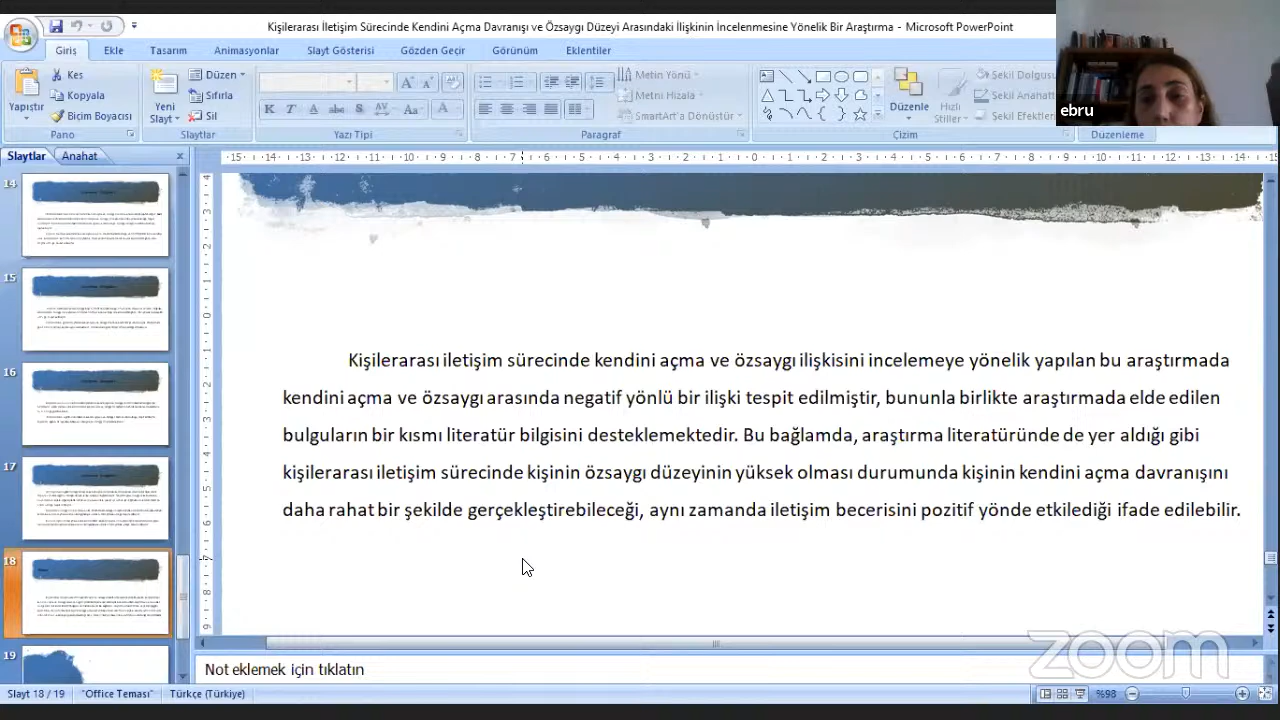 Kişilerarası İletişim Sürecinde Kendini Açma Davranışı ve Özsaygı Düzeyi Arasındaki İlişkinin İncelenmesine Yönelik Bir Araştırma - Microsoft PowerPoint
Giriş Ekle Tasarım Animasyonlar Slayt Gösterisi Gözden Geçir Görünüm Eklentiler
Yapıştır
Kes
Kopyala
Biçim Boyacısı
Pano
Yeni Slayt
Düzen
Sıfırla
Sil
Slaytlar
Yazı Tipi
Metin Yönü
Metni Hizala
SmartArt'a Dönüştür
Paragraf
Düzenle
Hızlı Stiller
Şekil Dolgusu
Şekil Anahatt
Şekil Efektleri
Çizim
Düzenleme
ebru
Slaytlar Anahat
14
15
16
17
18
19
Kişilerarası iletişim sürecinde kendini açma ve özsaygı ilişkisini incelemeye yönelik yapılan bu araştırmada
kendini açma ve özsaygı arasında negatif yönlü bir ilişki tespit edilmiştir, bununla birlikte araştırmada elde edilen
bulguların bir kısmı literatür bilgisini desteklemektedir. Bu bağlamda, araştırma literatüründe de yer aldığı gibi
kişilerarası iletişim sürecinde kişinin özsaygı düzeyinin yüksek olması durumunda kişinin kendini açma davranışını
daha rahat bir şekilde gerçekleştirebileceği, aynı zamanda iletişim becerisini pozitif yönde etkilediği ifade edilebilir.
zoom
Not eklemek için tıklatın
Slayt 18 / 19 "Office Teması" Türkçe (Türkiye) %98